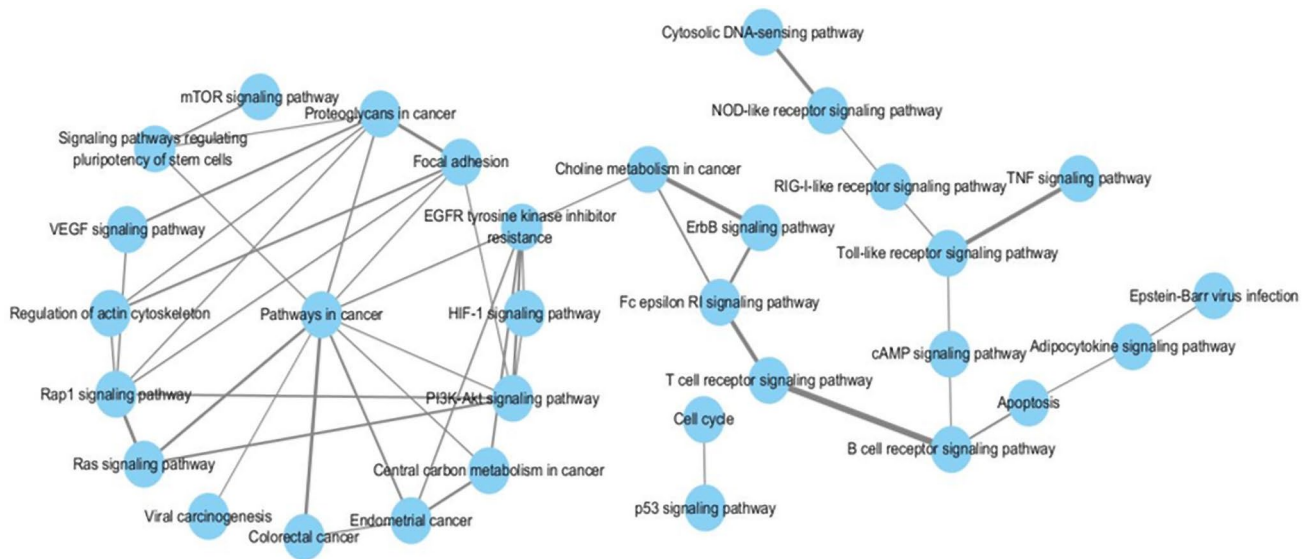 Cytosolic DNA-sensing pathway
mTOR signaling pathway
Proteoglycans in cancer
NOD-like receptor signaling pathway
Signaling pathways regulating
pluripotency of stem cells
Focal adhesion
Choline metabolism in cancer
RIG-I-like receptor signaling pathway
TNF signaling pathway
VEGF signaling pathway
EGFR tyrosine kinase inhibitor
resistance
ErbB signaling pathway
Toll-like receptor signaling pathway
Regulation of actin cytoskeleton
Pathways in cancer
HIF-1 signaling pathway
Fc epsilon RI signaling pathway
Epstein-Barr virus infection
cAMP signaling pathway
Adipocytokine signaling pathway
Rap1 signaling pathway
PI3K-Akt signaling pathway
T cell receptor signaling pathway
Cell cycle
Apoptosis
Ras signaling pathway
Central carbon metabolism in cancer
B cell receptor signaling pathway
Viral carcinogenesis
Colorectal cancer
Endometrial cancer
p53 signaling pathway